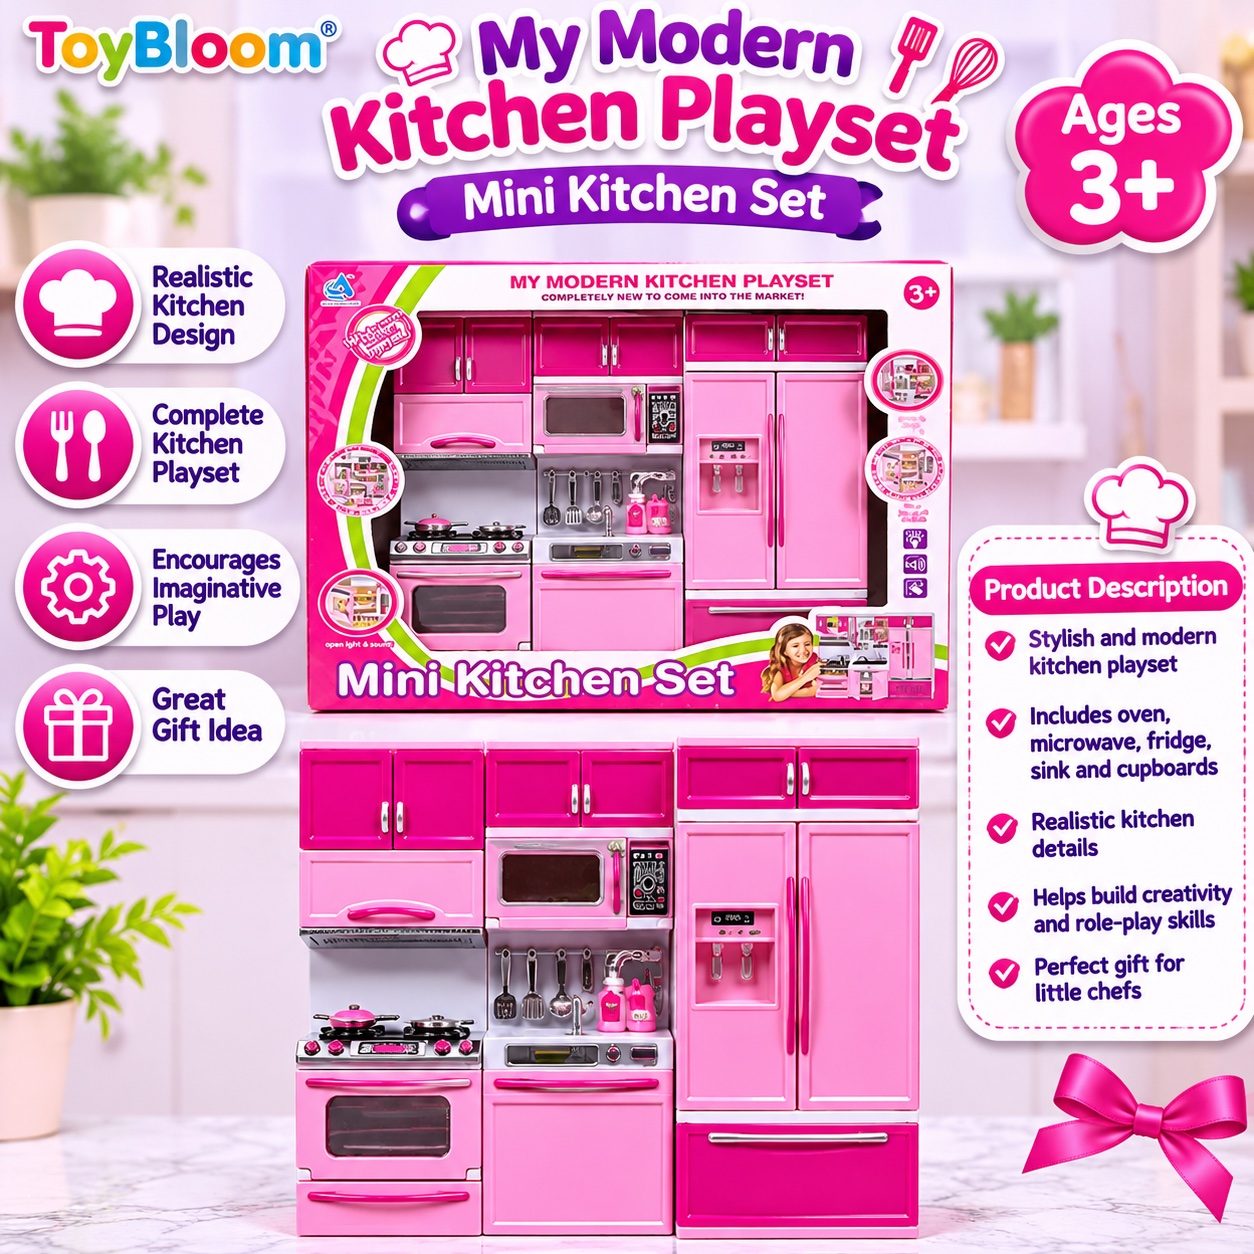 ToyBloom®
My Modern
Kitchen Playset
Mini Kitchen Set
Ages
3+
Realistic
Kitchen
Design
Complete
Kitchen
Playset
Encourages
Imaginative
Play
Great
Gift Idea
MY MODERN KITCHEN PLAYSET
COMPLETELY NEW TO COME INTO THE MARKET!
3+
open light & sound
Mini Kitchen Set
Product Description
Stylish and modern
kitchen playset
Includes oven,
microwave, fridge,
sink and cupboards
Realistic kitchen
details
Helps build creativity
and role-play skills
Perfect gift for
little chefs